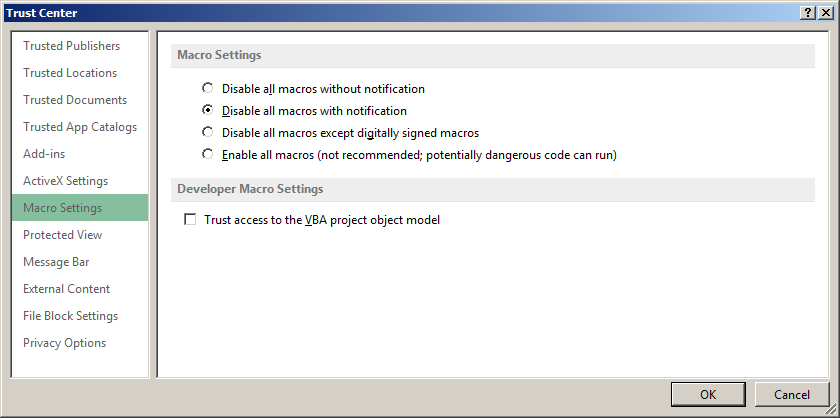 Trust Center
Trusted Publishers
Trusted Locations
Trusted Documents
Trusted App Catalogs
Add-ins
ActiveX Settings
Macro Settings
Protected View
Message Bar
External Content
File Block Settings
Privacy Options
Macro Settings
Disable all macros without notification
Disable all macros with notification
Disable all macros except digitally signed macros
Enable all macros (not recommended; potentially dangerous code can run)
Developer Macro Settings
Trust access to the VBA project object model
OK
Cancel